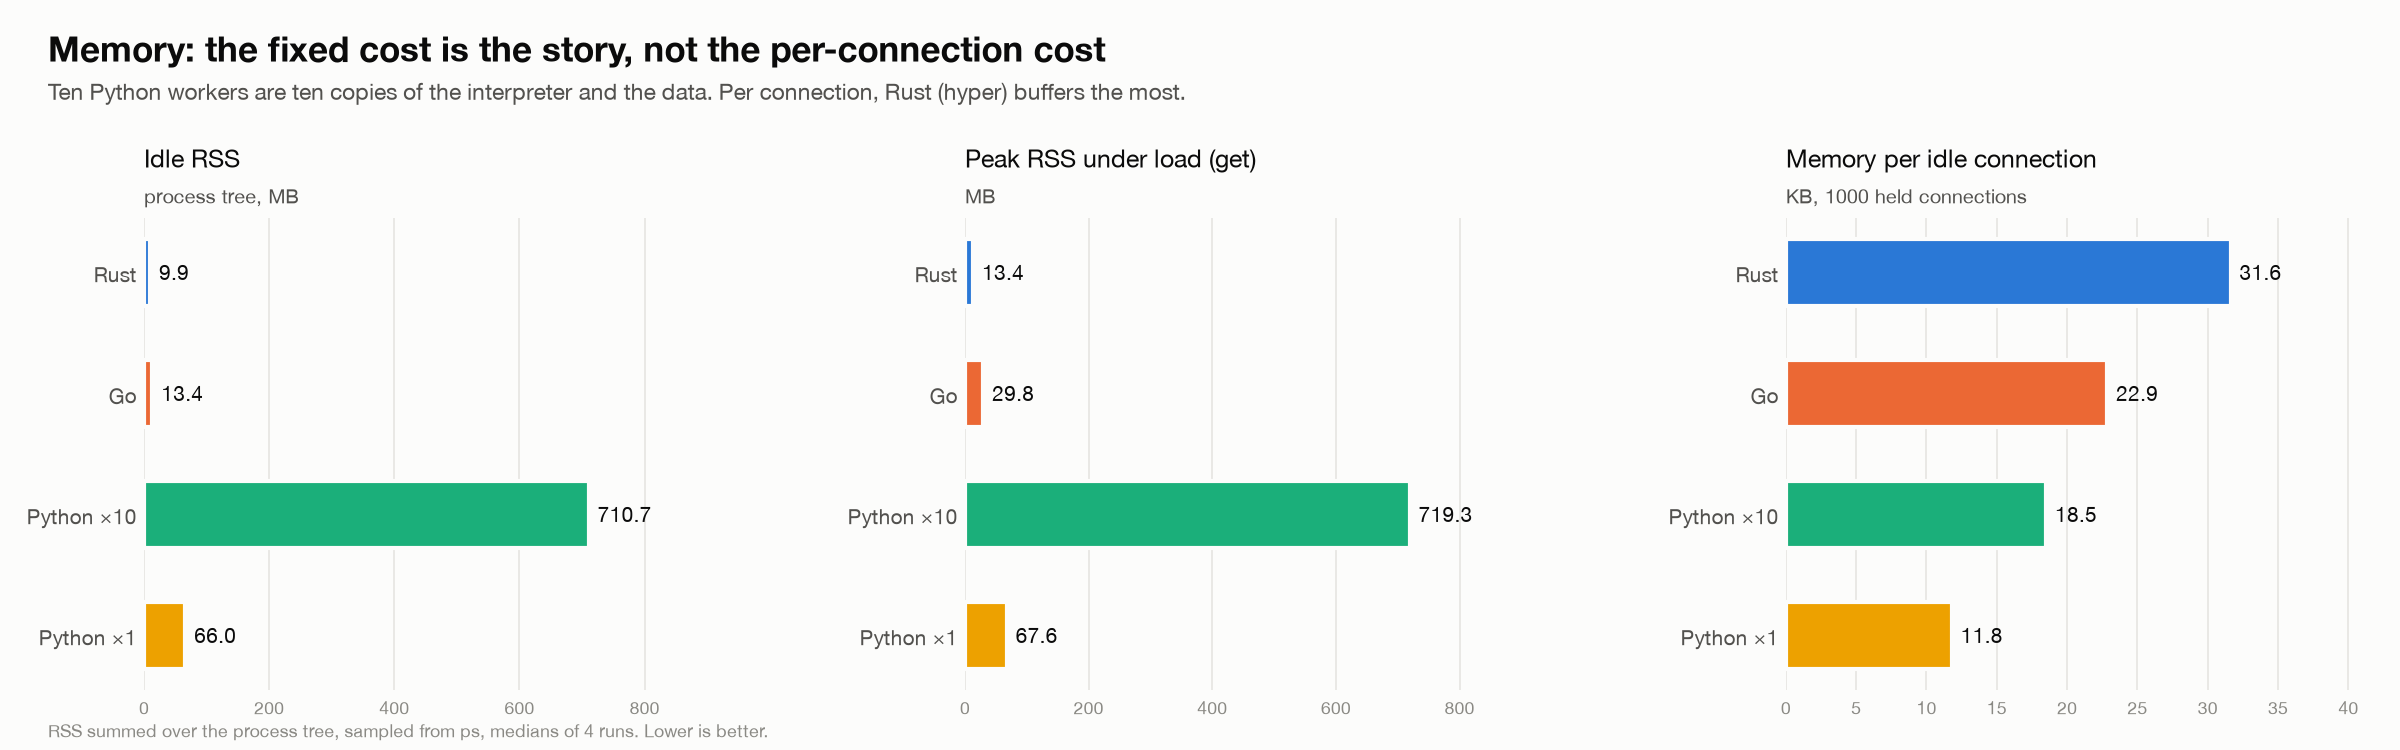 Memory: the fixed cost is the story, not the per-connection cost
Ten Python workers are ten copies of the interpreter and the data. Per connection, Rust (hyper) buffers the most.
Idle RSS
process tree, MB
Rust 9.9
Go 13.4
Python ×10 710.7
Python ×1 66.0
0 200 400 600 800
Peak RSS under load (get)
MB
Rust 13.4
Go 29.8
Python ×10 719.3
Python ×1 67.6
0 200 400 600 800
Memory per idle connection
KB, 1000 held connections
Rust 31.6
Go 22.9
Python ×10 18.5
Python ×1 11.8
0 5 10 15 20 25 30 35 40
RSS summed over the process tree, sampled from ps, medians of 4 runs. Lower is better.